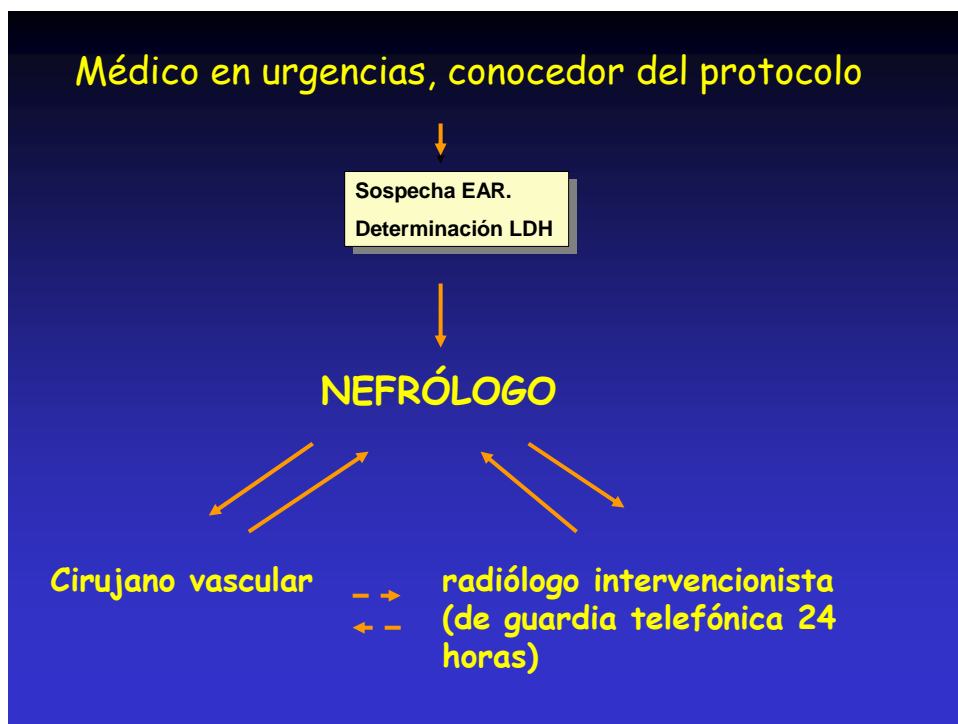 Médico en urgencias, conocedor del protocolo
Sospecha EAR.
Determinación LDH
NEFRÓLOGO
Cirujano vascular
radiólogo intervencionista
(de guardia telefónica 24
horas)